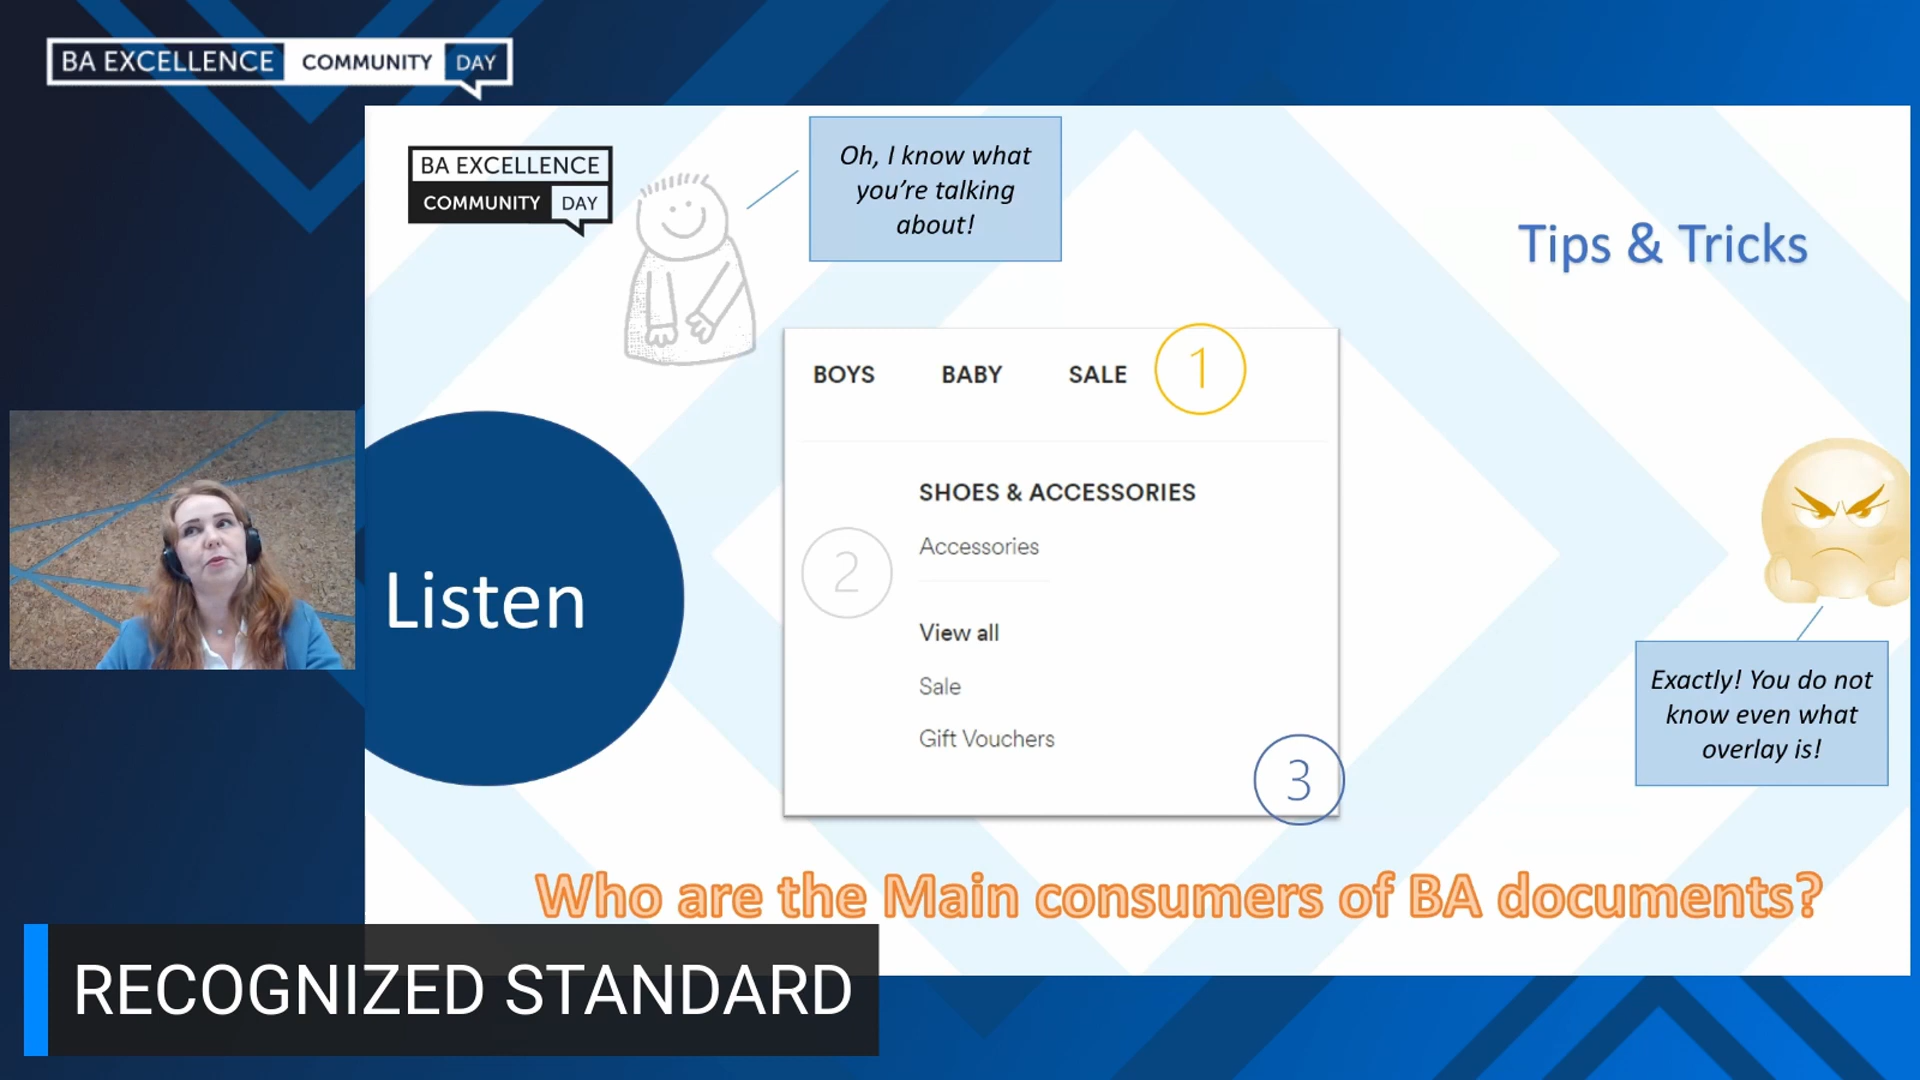 BA EXCELLENCE COMMUNITY DAY
BA EXCELLENCE
COMMUNITY DAY
Oh, I know what
you're talking
about!
Tips & Tricks
BOYS BABY SALE 1
SHOES & ACCESSORIES
Accessories
2
View all
Sale
Gift Vouchers
3
Listen
Exactly! You do not
know even what
overlay is!
Who are the Main consumers of BA documents?
RECOGNIZED STANDARD